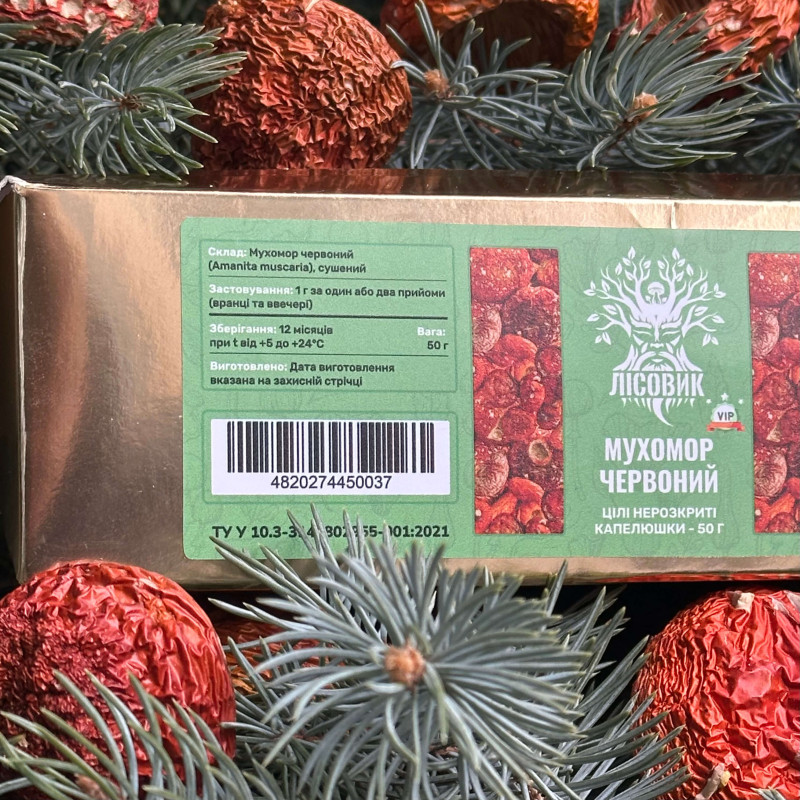 Склад: Мухомор червоний
(Amanita muscaria), сушений
Застосування: 1 г за один або два прийоми
(вранці та ввечері)
Зберігання: 12 місяців
при t від +5 до +24°C
Вага:
50 г
Виготовлено: Дата виготовлення
вказана на захисній стрічці
4820274450037
ТУ У
ЛІСОВИК
VIP
МУХОМОР
ЧЕРВОНИЙ
ЦІЛІ НЕРОЗКРИТІ
КАПЕЛЮШКИ - 50 Г